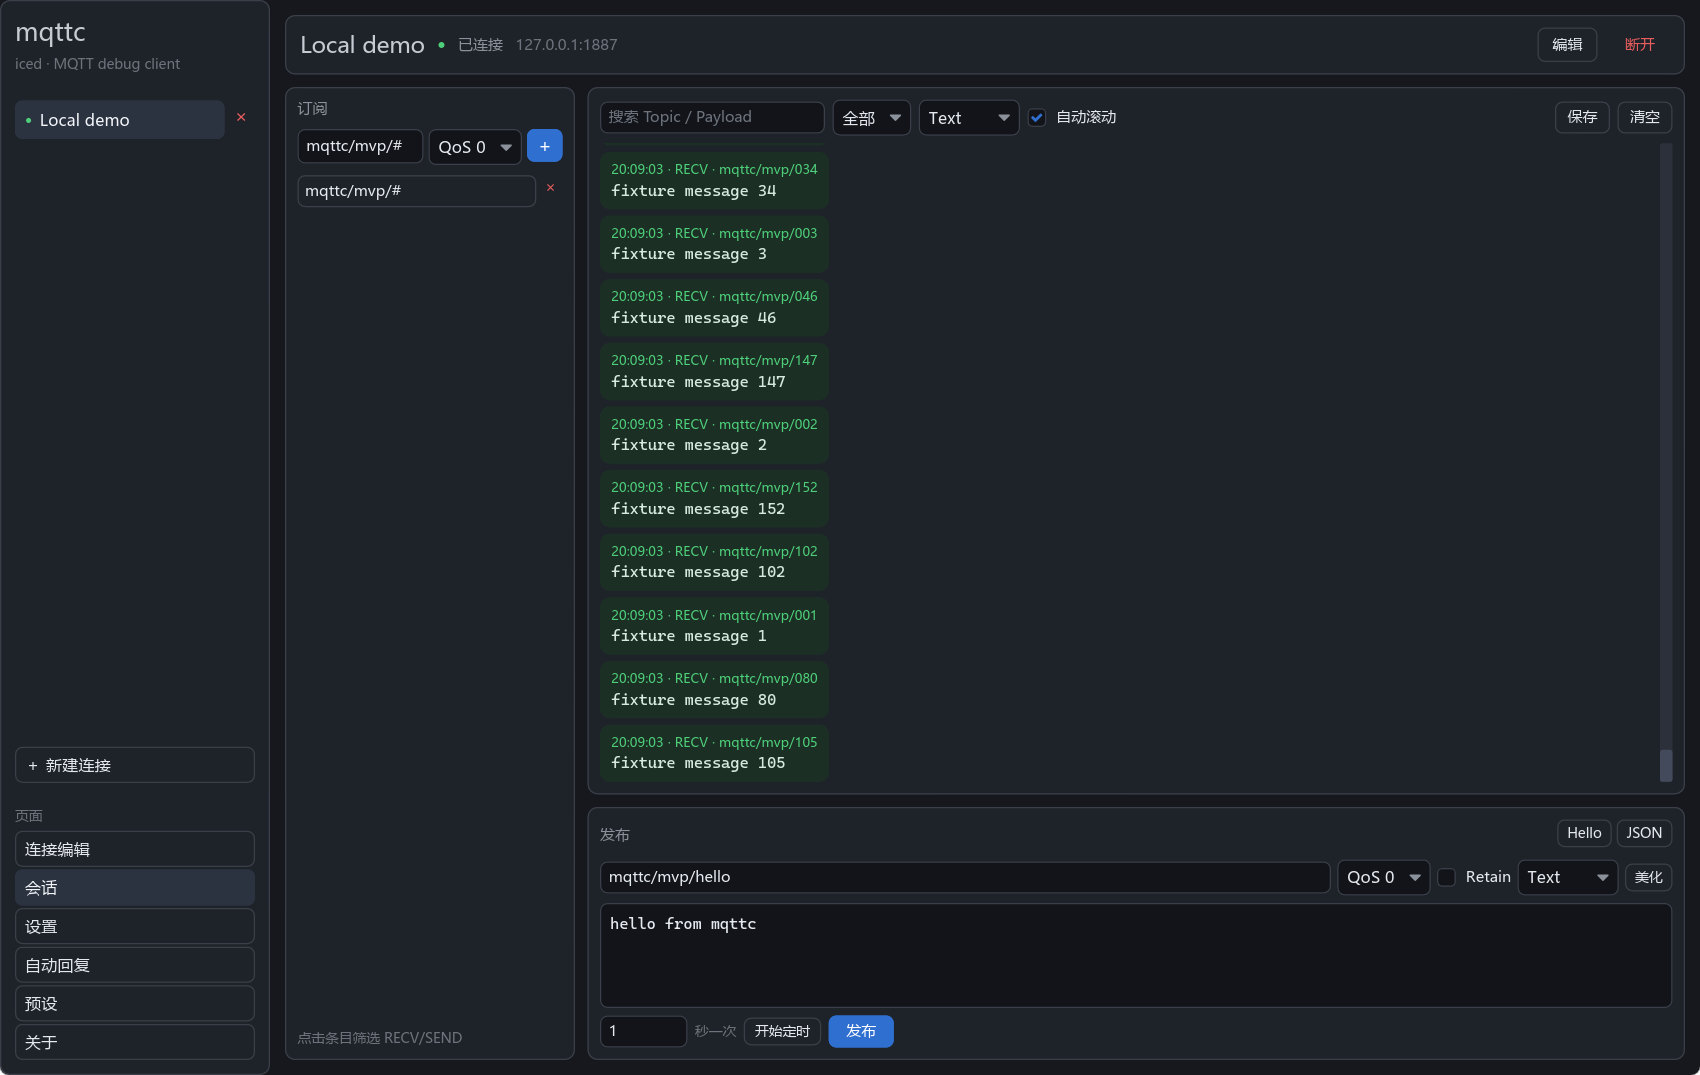 mqttc
iced · MQTT debug client
• Local demo ×
+ 新建连接
页面
连接编辑
会话
设置
自动回复
预设
关于
Local demo • 已连接 127.0.0.1:1887
编辑 断开
订阅
mqttc/mvp/# QoS 0 +
mqttc/mvp/# ×
点击条目筛选 RECV/SEND
搜索 Topic / Payload 全部 Text 自动滚动 保存 清空
20:09:03 · RECV · mqttc/mvp/034
fixture message 34
20:09:03 · RECV · mqttc/mvp/003
fixture message 3
20:09:03 · RECV · mqttc/mvp/046
fixture message 46
20:09:03 · RECV · mqttc/mvp/147
fixture message 147
20:09:03 · RECV · mqttc/mvp/002
fixture message 2
20:09:03 · RECV · mqttc/mvp/152
fixture message 152
20:09:03 · RECV · mqttc/mvp/102
fixture message 102
20:09:03 · RECV · mqttc/mvp/001
fixture message 1
20:09:03 · RECV · mqttc/mvp/080
fixture message 80
20:09:03 · RECV · mqttc/mvp/105
fixture message 105
发布 Hello JSON
mqttc/mvp/hello QoS 0 Retain Text 美化
hello from mqttc
1 秒一次 开始定时 发布